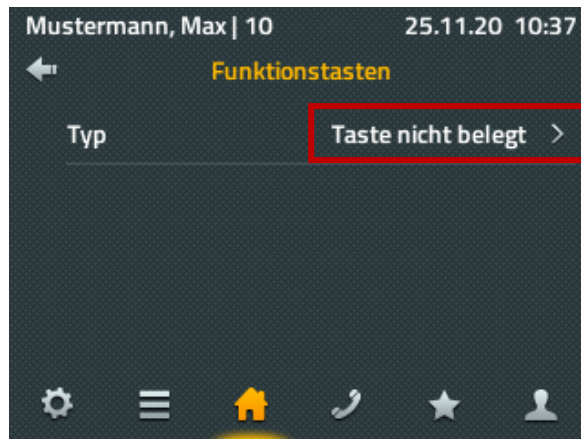 Mustermann, Max | 10 25.11.20 10:37
Funktionstasten
Typ Taste nicht belegt >